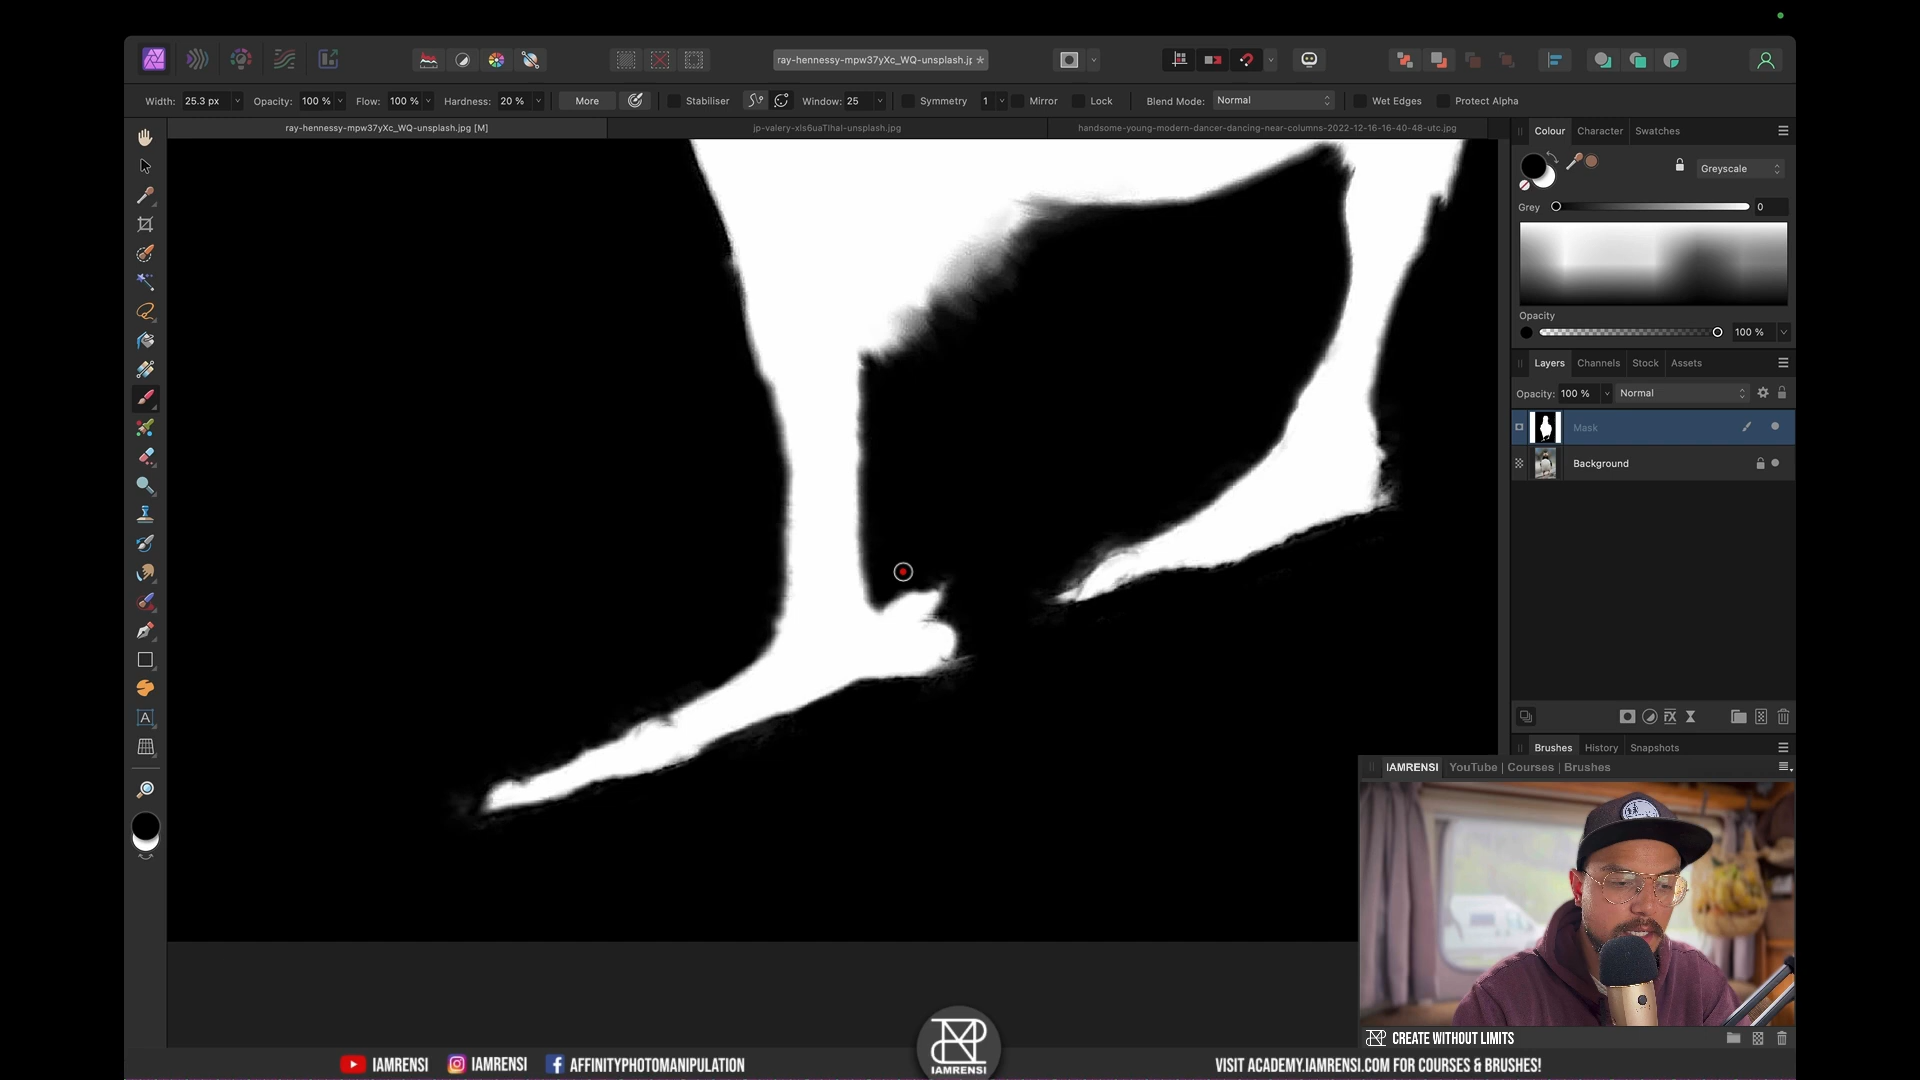 ray-hennessy-mpw37yXc_WQ-unsplash.jp *
Width: 25.3 px Opacity: 100 % Flow: 100 % Hardness: 20 % More Stabiliser Window: 25 Symmetry 1 Mirror Lock Blend Mode: Normal Wet Edges Protect Alpha
ray-hennessy-mpw37yXc_WQ-unsplash.jpg [M] jp-valery-xls6uaTIhaI-unsplash.jpg handsome-young-modern-dancer-dancing-near-columns-2022-12-16-16-40-48-utc.jpg
Colour Character Swatches
Greyscale
Grey 0
Opacity
100 %
Layers Channels Stock Assets
Opacity: 100 % Normal
Mask
Background
Brushes History Snapshots
IAMRENSI YouTube | Courses | Brushes
CREATE WITHOUT LIMITS
IAMRENSI IAMRENSI AFFINITYPHOTOMANIPULATION
IAMRENSI
VISIT ACADEMY.IAMRENSI.COM FOR COURSES & BRUSHES!